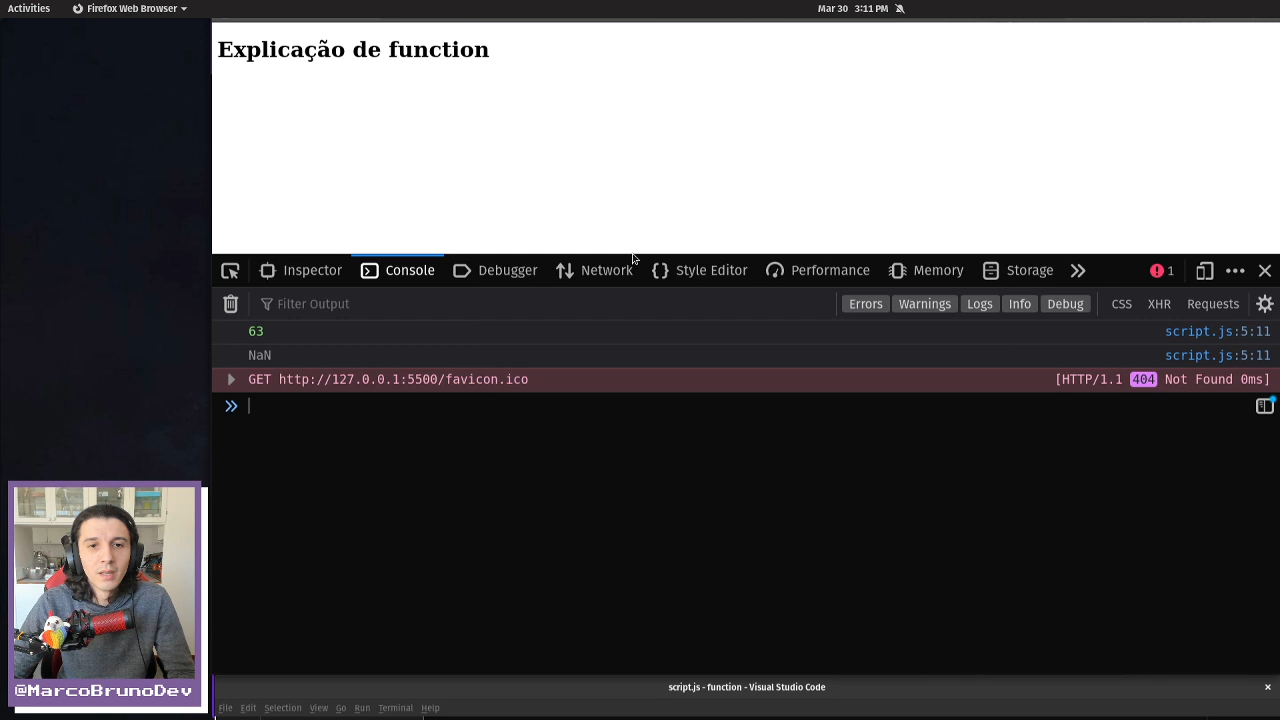 Activities
Firefox Web Browser
Mar 30 3:11 PM
Explicação de function
Inspector
Console
Debugger
Network
Style Editor
Performance
Memory
Storage
1
Filter Output
Errors
Warnings
Logs
Info
Debug
CSS
XHR
Requests
63
script.js:5:11
NaN
script.js:5:11
GET http://127.0.0.1:5500/favicon.ico
[HTTP/1.1 404 Not Found 0ms]
@MarcoBrunoDev
script.js - function - Visual Studio Code
File Edit Selection View Go Run Terminal Help